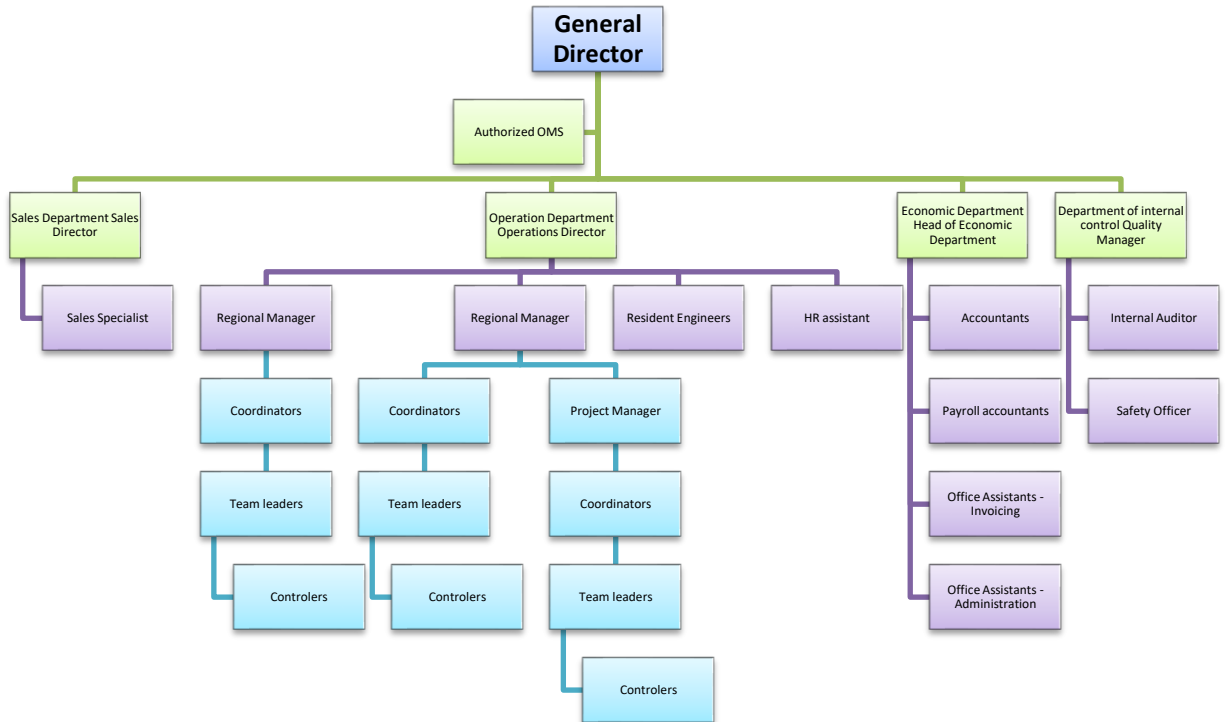 General
Director
Authorized OMS
Sales Department Sales
Director
Operation Department
Operations Director
Economic Department
Head of Economic
Department
Department of internal
control Quality
Manager
Sales Specialist
Regional Manager
Regional Manager
Resident Engineers
HR assistant
Accountants
Internal Auditor
Coordinators
Coordinators
Project Manager
Payroll accountants
Safety Officer
Team leaders
Team leaders
Coordinators
Office Assistants -
Invoicing
Controlers
Controlers
Team leaders
Office Assistants -
Administration
Controlers